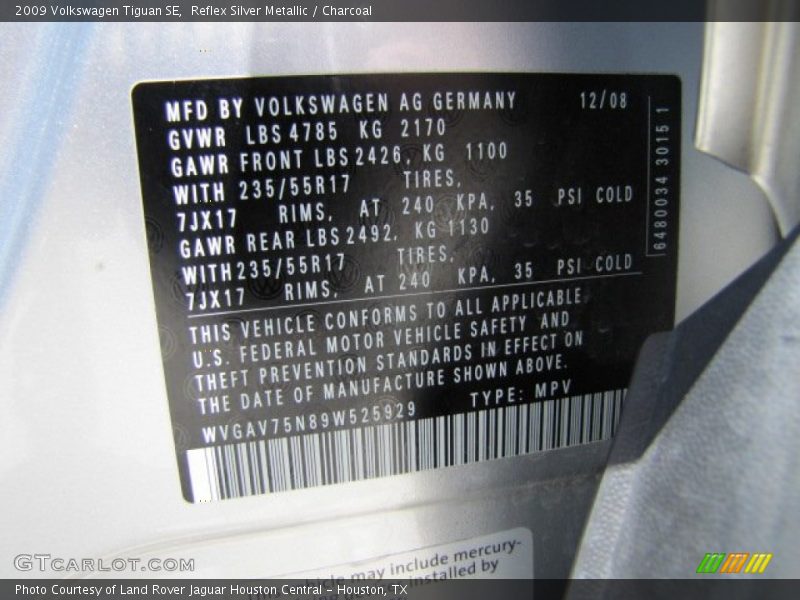 2009 Volkswagen Tiguan SE,  Reflex Silver Metallic / Charcoal
MFD BY VOLKSWAGEN AG GERMANY 12/08
GVWR LBS 4785 KG 2170
GAWR FRONT LBS 2426, KG 1100
WITH 235/55R17 TIRES,
7JX17 RIMS, AT 240 KPA, 35 PSI COLD
GAWR REAR LBS 2492, KG 1130
WITH 235/55R17 TIRES,
7JX17 RIMS, AT 240 KPA, 35 PSI COLD
6480034 3015 1
THIS VEHICLE CONFORMS TO ALL APPLICABLE
U.S. FEDERAL MOTOR VEHICLE SAFETY AND
THEFT PREVENTION STANDARDS IN EFFECT ON
THE DATE OF MANUFACTURE SHOWN ABOVE.
WVGAV75N89W525929 TYPE: MPV
may include mercury-
installed by
GTcarlot.com
Photo Courtesy of Land Rover Jaguar Houston Central - Houston, TX